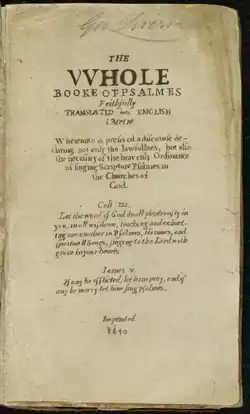 THE
VVHOLE
BOOKE OF PSALMES
Faithfully
TRANSLATED into ENGLISH
Metre
Whereunto is prefixed a discourse de-
claring not only the lawfullnes, but also
the necessity of the heavenly Ordinance
of singing Scripture Psalmes in
the Churches of
God.
Coll. III.
Let the word of God dwell plenteously in
you, in all wisdome, teaching and exhort-
ing one another in Psalmes, Himnes, and
spirituall Songs, singing to the Lord with
grace in your hearts.
Iames V.
If any be afflicted, let him pray, and if
any be merry let him sing psalmes.
Imprinted
1640